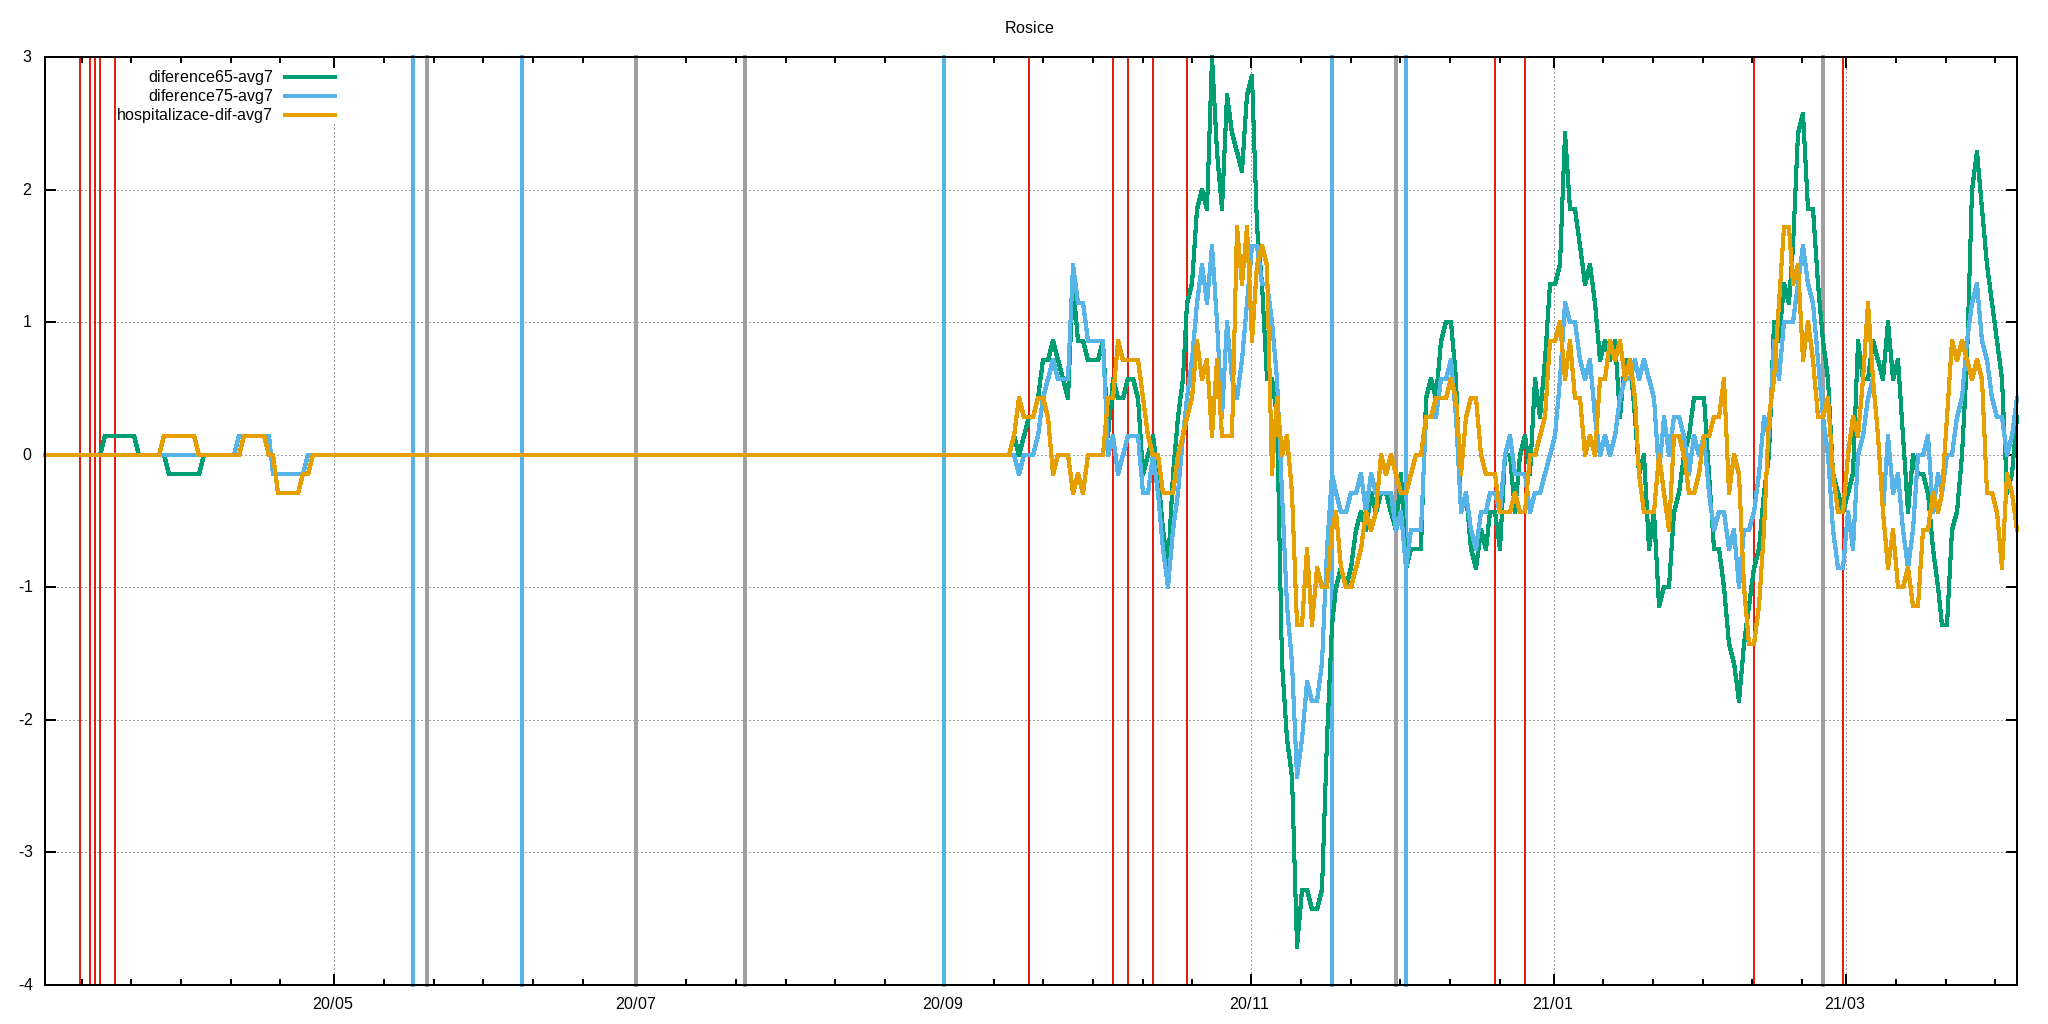 Rosice
3
diference65-avg7
diference75-avg7
hospitalizace-dif-avg7
2
1
0
-1
-2
-3
-4
20/05 20/07 20/09 20/11 21/01 21/03